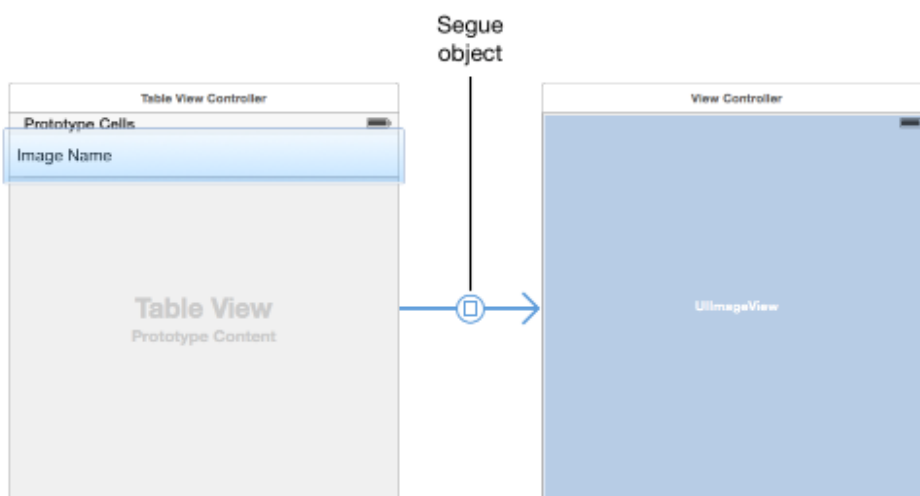 Segue
object
Table View Controller
Prototype Cells
Image Name
Table View
Prototype Content
View Controller
UIImageView